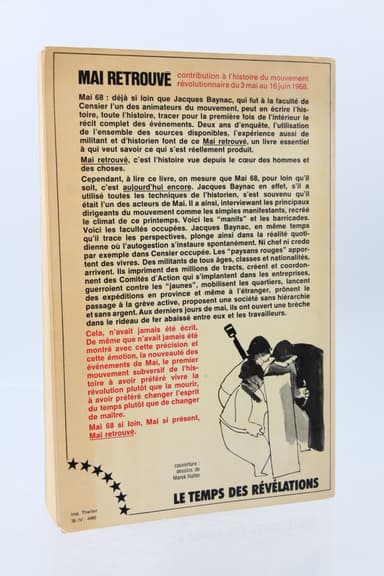 MAI RETROUVÉ
contribution à l'histoire du mouvement
révolutionnaire du 3 mai au 16 juin 1968.
Mai 68 : déjà si loin que Jacques Baynac, qui fut à la faculté de
Censier l'un des animateurs du mouvement, peut en écrire l'his-
toire, toute l'histoire, tracer pour la première fois de l'intérieur le
récit complet des événements. Deux ans d'enquête, l'utilisation
de l'ensemble des sources disponibles, l'expérience aussi de
militant et d'historien font de ce Mai retrouvé, un livre essentiel
à qui veut savoir ce qui s'est réellement produit.
Mai retrouvé, c'est l'histoire vue depuis le cœur des hommes et
des choses.
Cependant, à lire ce livre, on mesure que Mai 68, pour loin qu'il
soit, c'est aujourd'hui encore. Jacques Baynac en effet, s'il a
utilisé toutes les techniques de l'historien, s'est souvenu qu'il
était l'un des acteurs de Mai. Il a ainsi, interviewant les principaux
dirigeants du mouvement comme les simples manifestants, recréé
le climat de ce printemps. Voici les "manifs" et les barricades.
Voici les facultés occupées. Jacques Baynac, en même temps
qu'il trace les perspectives, plonge ainsi dans la réalité quoti-
dienne où l'autogestion s'instaure spontanément. Ni chef ni credo
par exemple dans Censier occupée. Les "paysans rouges" appor-
tent des vivres. Des militants de tous âges, classes et nationalités,
arrivent. Ils impriment des millions de tracts, créent et coordon-
nent des Comités d'Action qui s'implantent dans les entreprises,
guerroient contre les "jaunes", mobilisent les quartiers, lancent
des expéditions en province et même à l'étranger, prônent le
passage à la grève active, proposent une société sans hiérarchie
et sans argent. Aux derniers jours de mai, ils ont ouvert une brèche
dans le rideau de fer abaissé entre eux et les travailleurs.
Cela, n'avait jamais été écrit.
De même que n'avait jamais été
montré avec cette précision et
cette émotion, la nouveauté des
événements de Mai, le premier
mouvement subversif de l'his-
toire à avoir préféré vivre la
révolution plutôt que la mourir,
à avoir préféré changer l'esprit
du temps plutôt que de changer
de maître.
Mai 68 si loin, Mai si présent,
Mai retrouvé.
couverture :
dessins de
Marek Halter
LE TEMPS DES RÉVÉLATIONS
Imp. Theillet